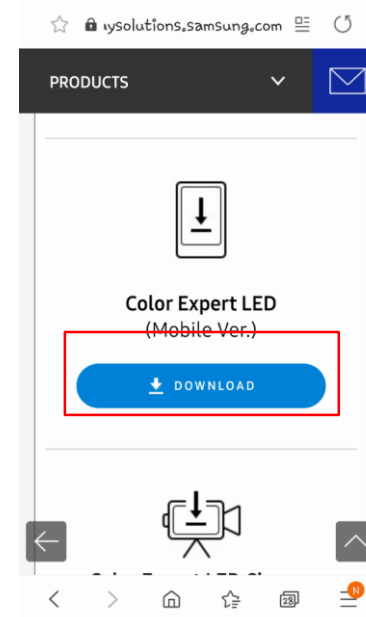 ysolutions.samsung.com
PRODUCTS
Color Expert LED
(Mobile Ver.)
DOWNLOAD
28
N